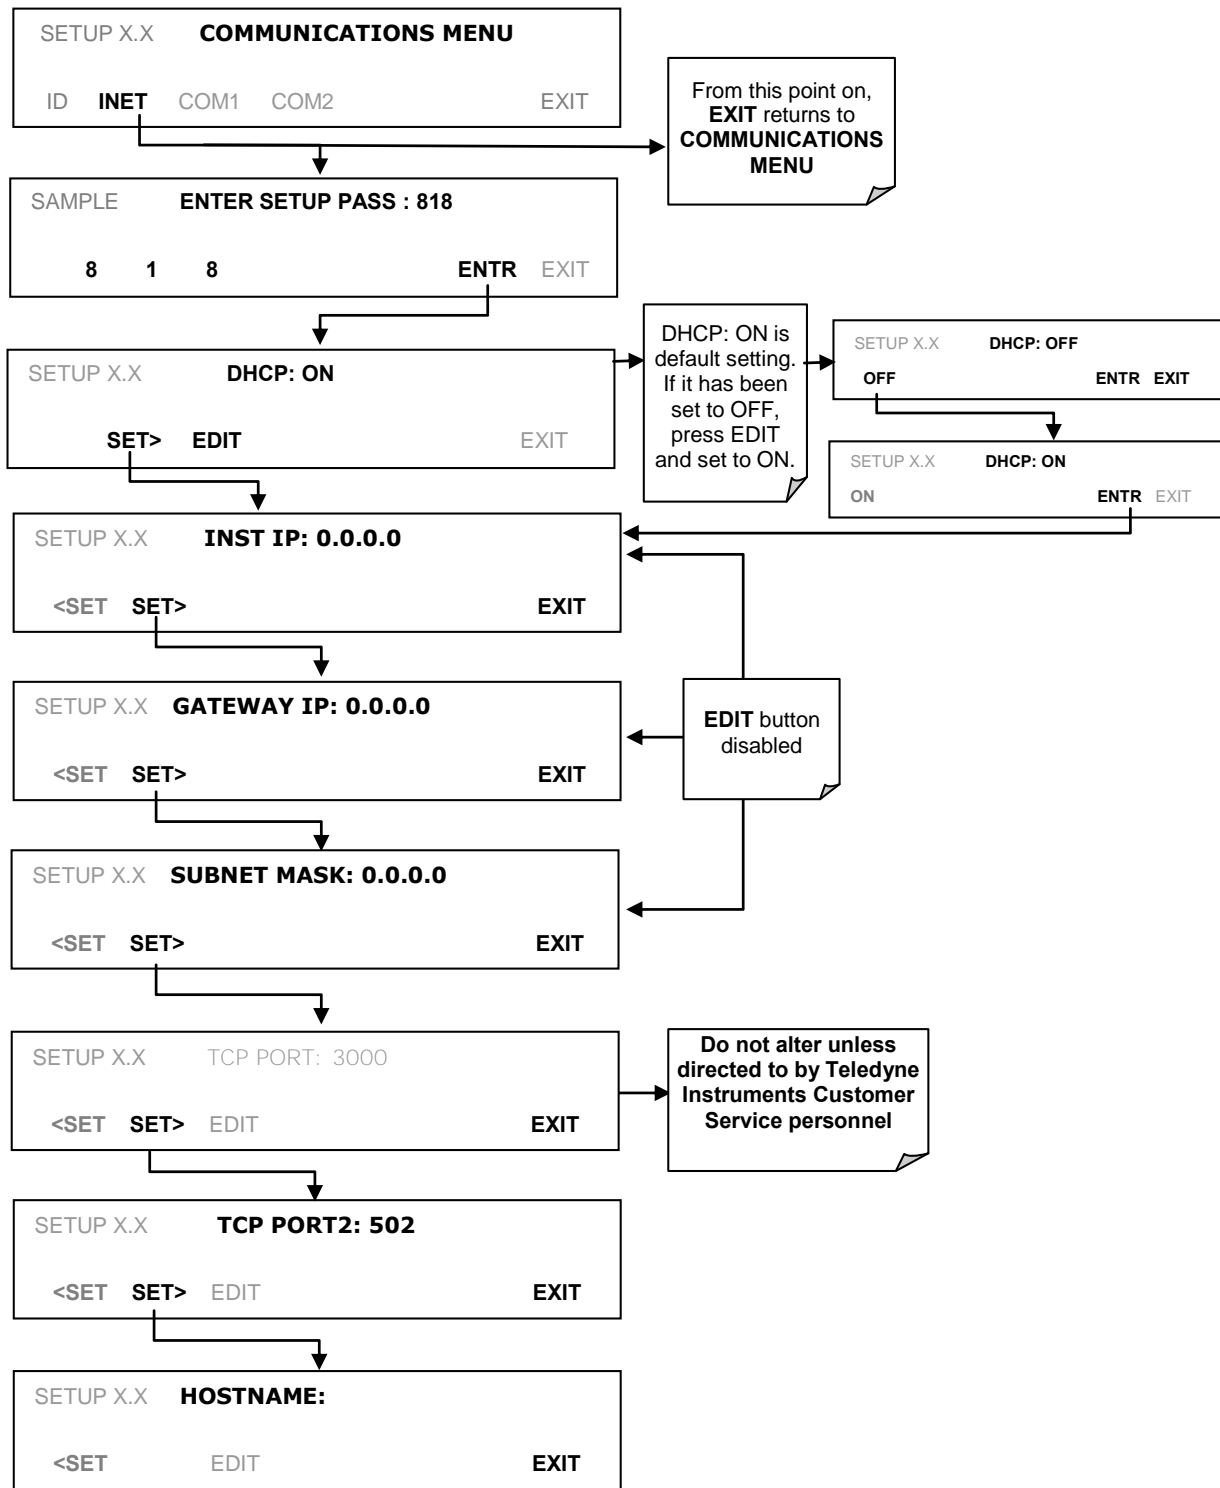 SETUP X.X COMMUNICATIONS MENU
ID INET COM1 COM2 EXIT
From this point on,
EXIT returns to
COMMUNICATIONS
MENU
SAMPLE ENTER SETUP PASS : 818
8 1 8 ENTR EXIT
SETUP X.X DHCP: ON
SET> EDIT EXIT
DHCP: ON is
default setting.
If it has been
set to OFF,
press EDIT
and set to ON.
SETUP X.X DHCP: OFF
OFF ENTR EXIT
SETUP X.X DHCP: ON
ON ENTR EXIT
SETUP X.X INST IP: 0.0.0.0
<SET SET> EXIT
SETUP X.X GATEWAY IP: 0.0.0.0
<SET SET> EXIT
EDIT button
disabled
SETUP X.X SUBNET MASK: 0.0.0.0
<SET SET> EXIT
SETUP X.X TCP PORT: 3000
<SET SET> EDIT EXIT
Do not alter unless
directed to by Teledyne
Instruments Customer
Service personnel
SETUP X.X TCP PORT2: 502
<SET SET> EDIT EXIT
SETUP X.X HOSTNAME:
<SET EDIT EXIT